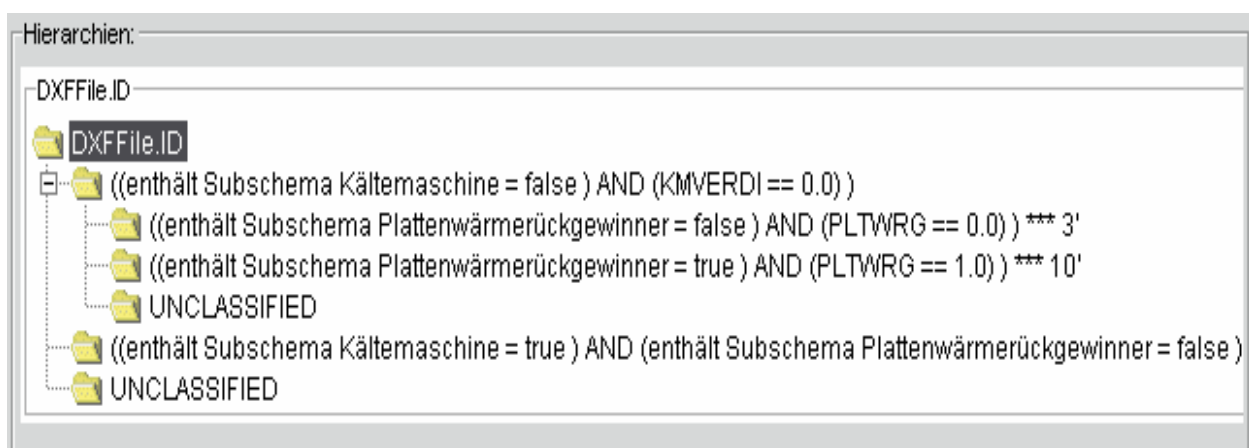 Hierarchien:
DXFFile.ID
DXFFile.ID
((enthält Subschema Kältemaschine = false ) AND (KMVERDI == 0.0) )
((enthält Subschema Plattenwärmerückgewinner = false ) AND (PLTWRG == 0.0) ) *** 3'
((enthält Subschema Plattenwärmerückgewinner = true ) AND (PLTWRG == 1.0) ) *** 10'
UNCLASSIFIED
((enthält Subschema Kältemaschine = true ) AND (enthält Subschema Plattenwärmerückgewinner = false )
UNCLASSIFIED